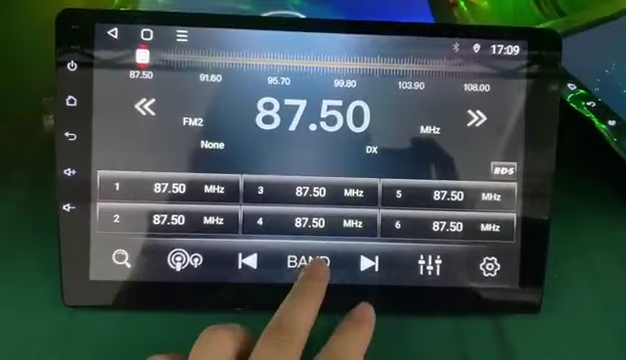 17:09
87.50 91.60 95.70 99.80 103.90 108.00
FM2 87.50 MHz
None DX
RDS
1 87.50 MHz 3 87.50 MHz 5 87.50 MHz
2 87.50 MHz 4 87.50 MHz 6 87.50 MHz
BAND